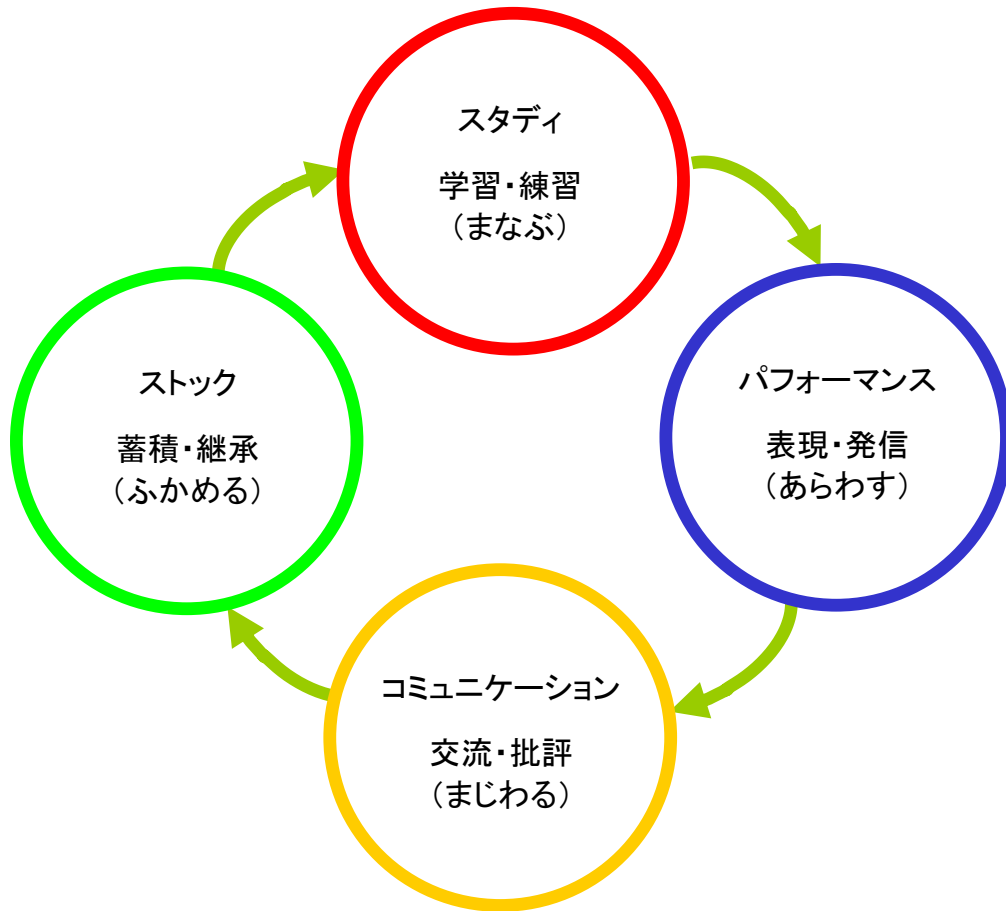 スタディ
学習・練習
（まなぶ）
パフォーマンス
表現・発信
（あらわす）
コミュニケーション
交流・批評
（まじわる）
ストック
蓄積・継承
（ふかめる）